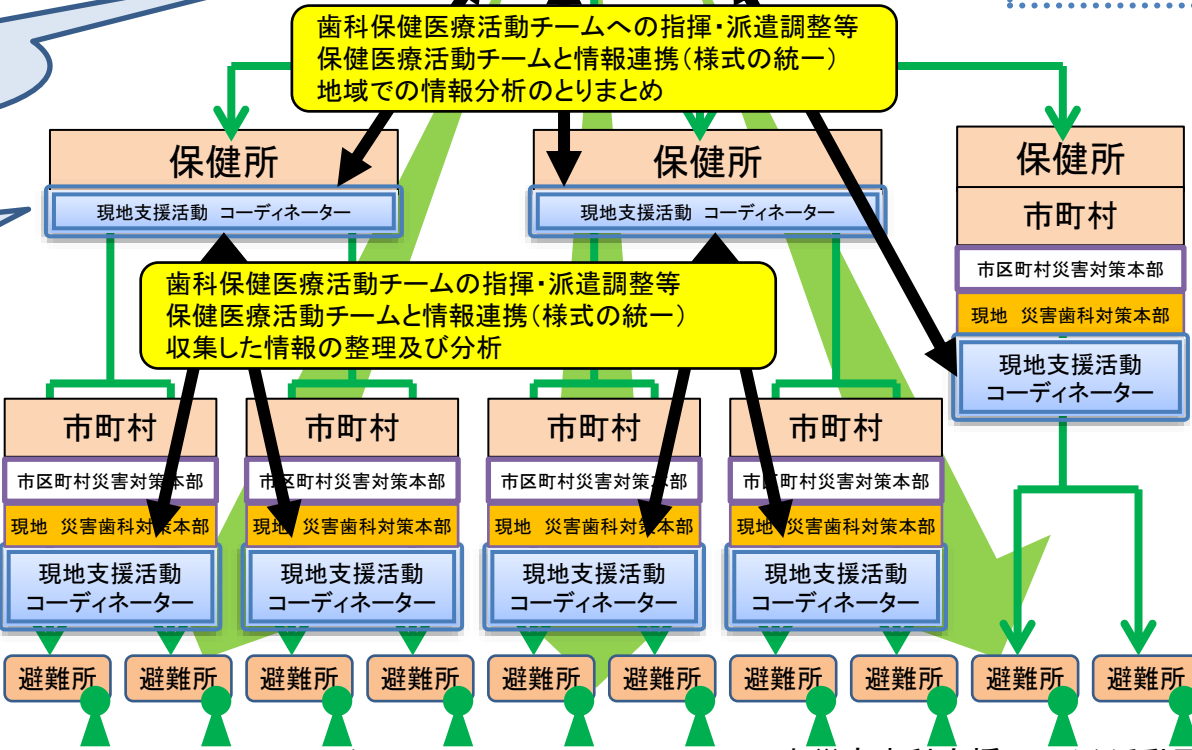 歯科保健医療活動チームへの指揮・派遣調整等
保健医療活動チームと情報連携（様式の統一）
地域での情報分析のとりまとめ
保健所
現地支援活動 コーディネーター
保健所
現地支援活動 コーディネーター
保健所
市町村
市区町村災害対策本部
現地 災害歯科対策本部
現地支援活動
コーディネーター
歯科保健医療活動チームの指揮・派遣調整等
保健医療活動チームと情報連携（様式の統一）
収集した情報の整理及び分析
市町村
市区町村災害対策本部
現地 災害歯科対策本部
現地支援活動
コーディネーター
市町村
市区町村災害対策本部
現地 災害歯科対策本部
現地支援活動
コーディネーター
市町村
市区町村災害対策本部
現地 災害歯科対策本部
現地支援活動
コーディネーター
市町村
市区町村災害対策本部
現地 災害歯科対策本部
現地支援活動
コーディネーター
避難所
避難所
避難所
避難所
避難所
避難所
避難所
避難所
避難所
避難所